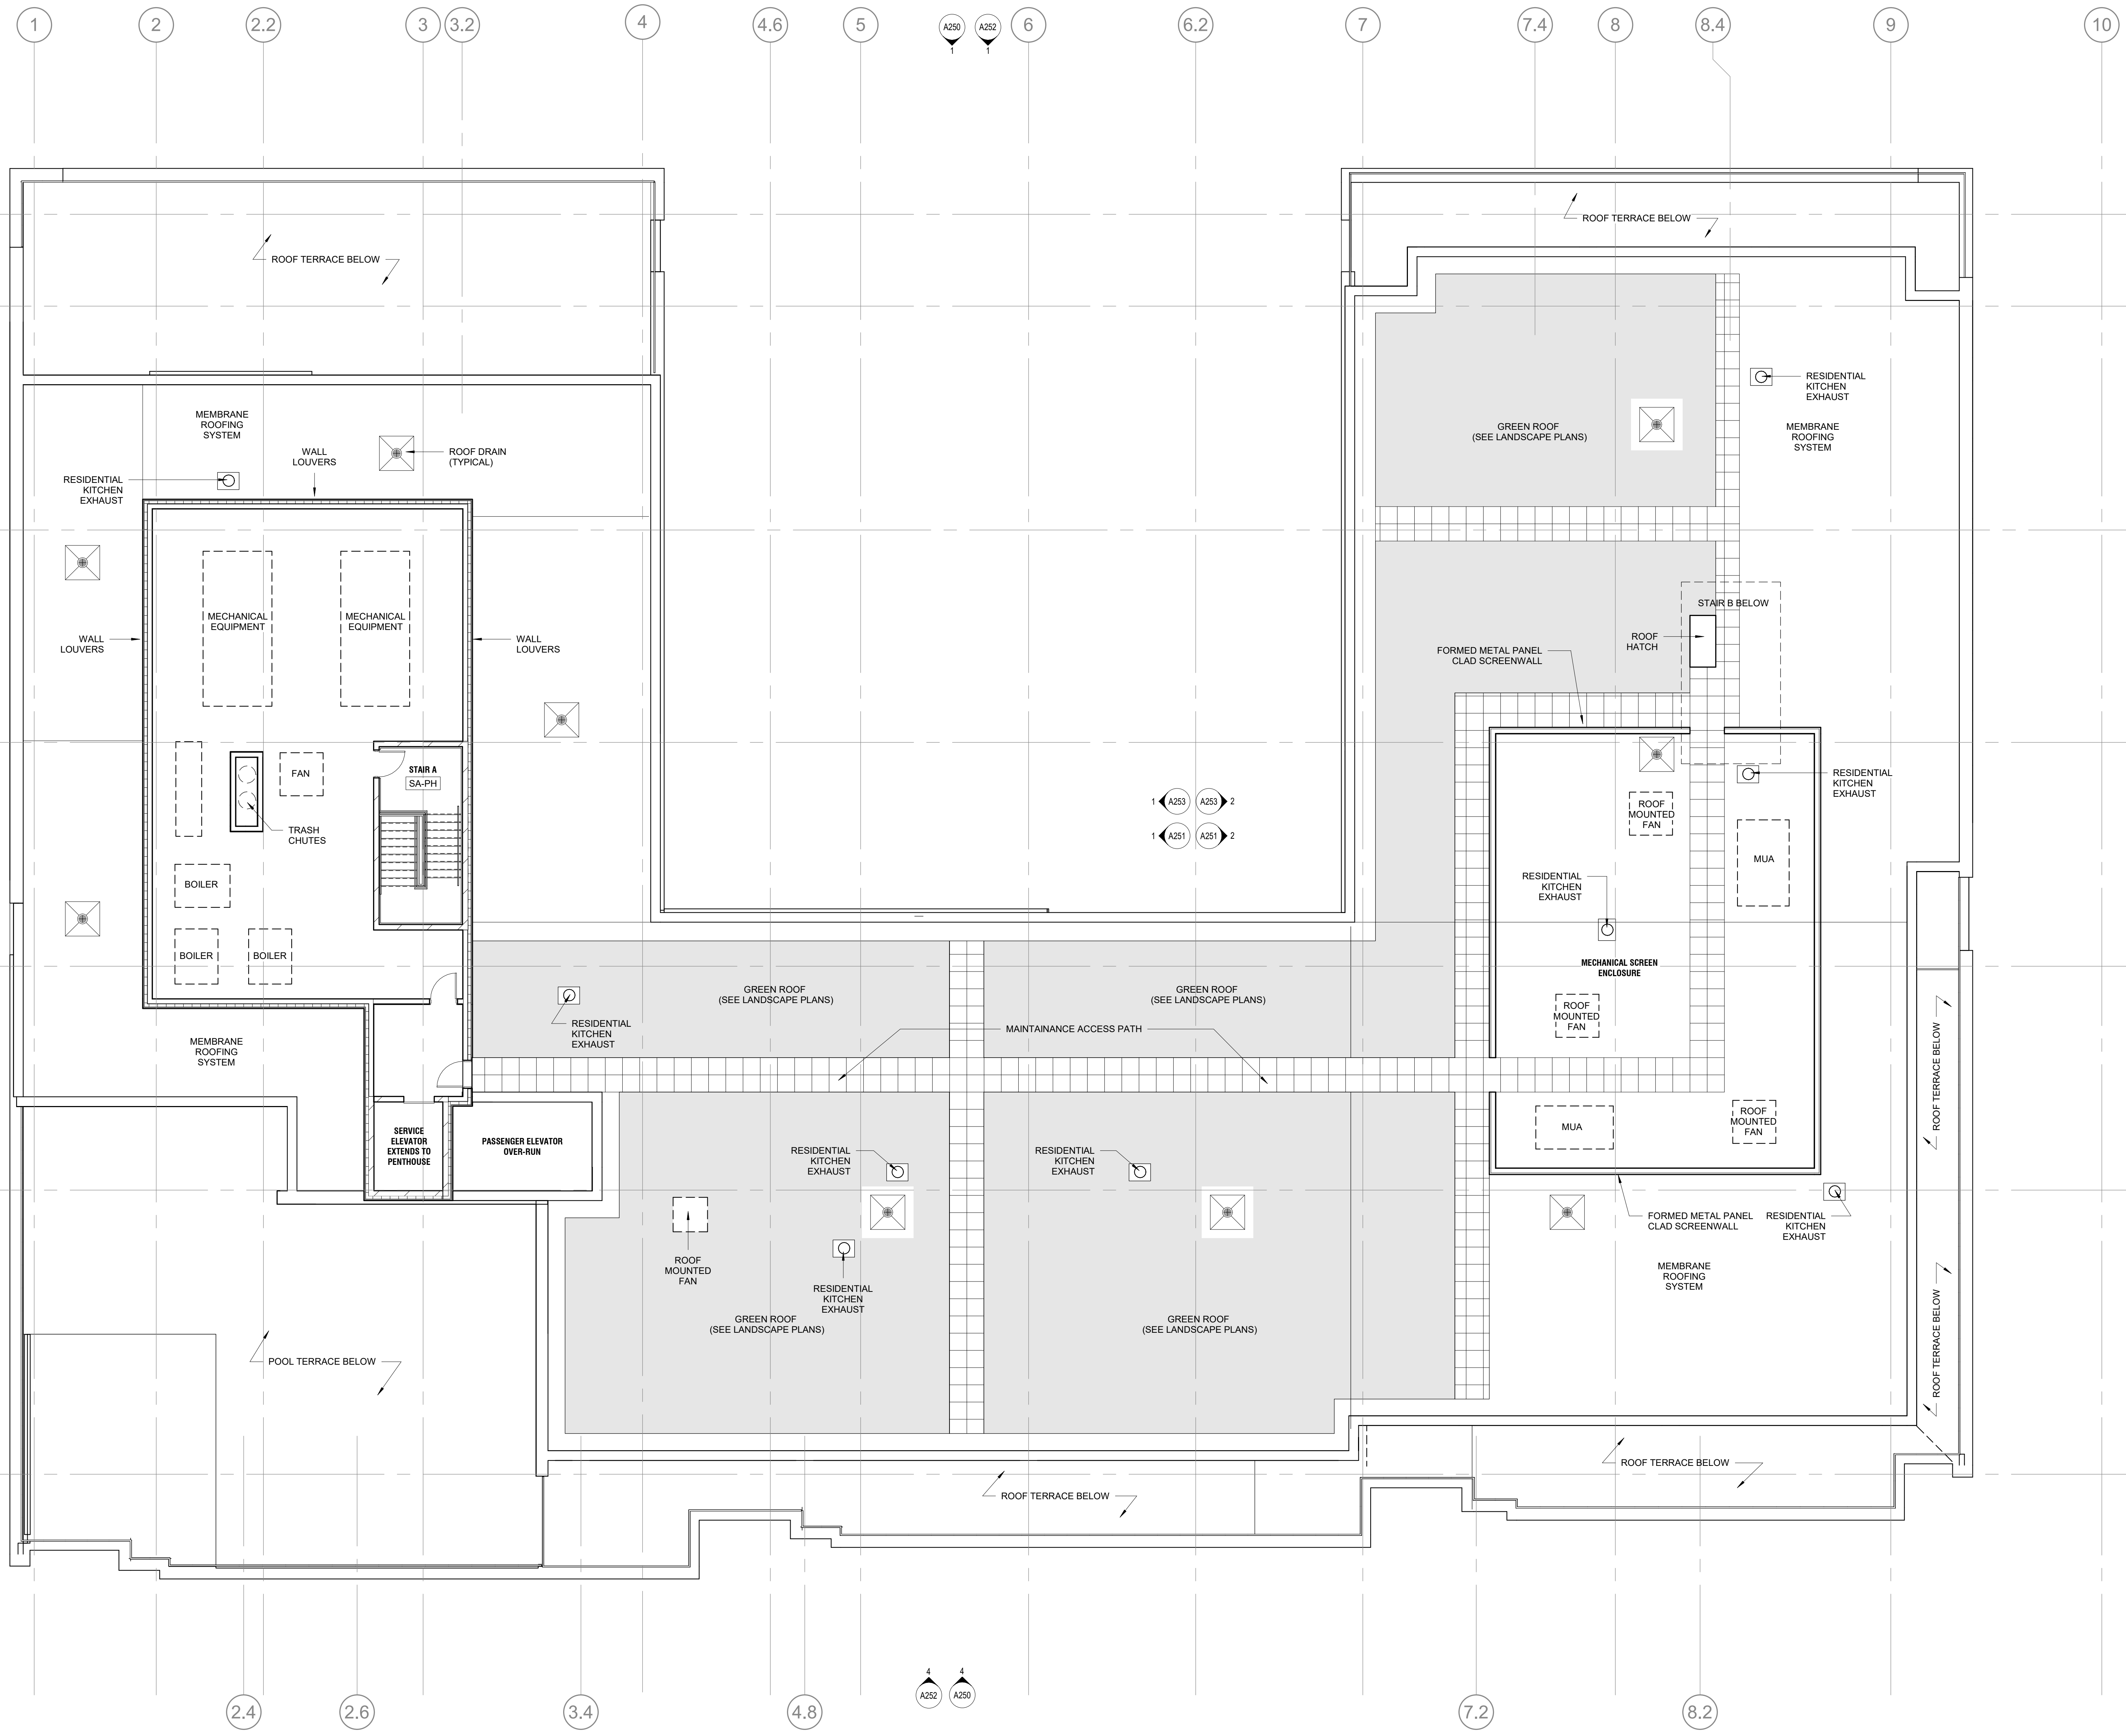 1
2
2.2
3
3.2
4
4.6
5
A250
1
A252
1
6
6.2
7
7.4
8
8.4
9
10
ROOF TERRACE BELOW
ROOF TERRACE BELOW
MEMBRANE
ROOFING
SYSTEM
WALL
LOUVERS
ROOF DRAIN
(TYPICAL)
RESIDENTIAL
KITCHEN
EXHAUST
RESIDENTIAL
KITCHEN
EXHAUST
GREEN ROOF
(SEE LANDSCAPE PLANS)
MEMBRANE
ROOFING
SYSTEM
MECHANICAL
EQUIPMENT
MECHANICAL
EQUIPMENT
WALL
LOUVERS
WALL
LOUVERS
STAIR B BELOW
ROOF
HATCH
FORMED METAL PANEL
CLAD SCREENWALL
FAN
STAIR A
SA-PH
TRASH
CHUTES
1
A253
A253
2
1
A251
A251
2
RESIDENTIAL
KITCHEN
EXHAUST
ROOF
MOUNTED
FAN
MUA
RESIDENTIAL
KITCHEN
EXHAUST
BOILER
BOILER
BOILER
MECHANICAL SCREEN
ENCLOSURE
GREEN ROOF
(SEE LANDSCAPE PLANS)
GREEN ROOF
(SEE LANDSCAPE PLANS)
RESIDENTIAL
KITCHEN
EXHAUST
MAINTAINANCE ACCESS PATH
ROOF
MOUNTED
FAN
MEMBRANE
ROOFING
SYSTEM
ROOF TERRACE BELOW
SERVICE
ELEVATOR
EXTENDS TO
PENTHOUSE
PASSENGER ELEVATOR
OVER-RUN
RESIDENTIAL
KITCHEN
EXHAUST
RESIDENTIAL
KITCHEN
EXHAUST
MUA
ROOF
MOUNTED
FAN
FORMED METAL PANEL
CLAD SCREENWALL
RESIDENTIAL
KITCHEN
EXHAUST
ROOF
MOUNTED
FAN
RESIDENTIAL
KITCHEN
EXHAUST
MEMBRANE
ROOFING
SYSTEM
GREEN ROOF
(SEE LANDSCAPE PLANS)
GREEN ROOF
(SEE LANDSCAPE PLANS)
ROOF TERRACE BELOW
POOL TERRACE BELOW
ROOF TERRACE BELOW
ROOF TERRACE BELOW
4
A252
4
A250
2.4
2.6
3.4
4.8
7.2
8.2